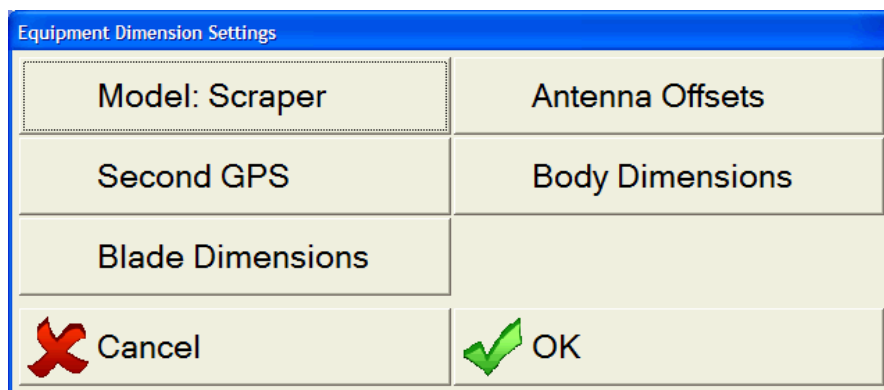 Equipment Dimension Settings
Model: Scraper
Antenna Offsets
Second GPS
Body Dimensions
Blade Dimensions
Cancel
OK